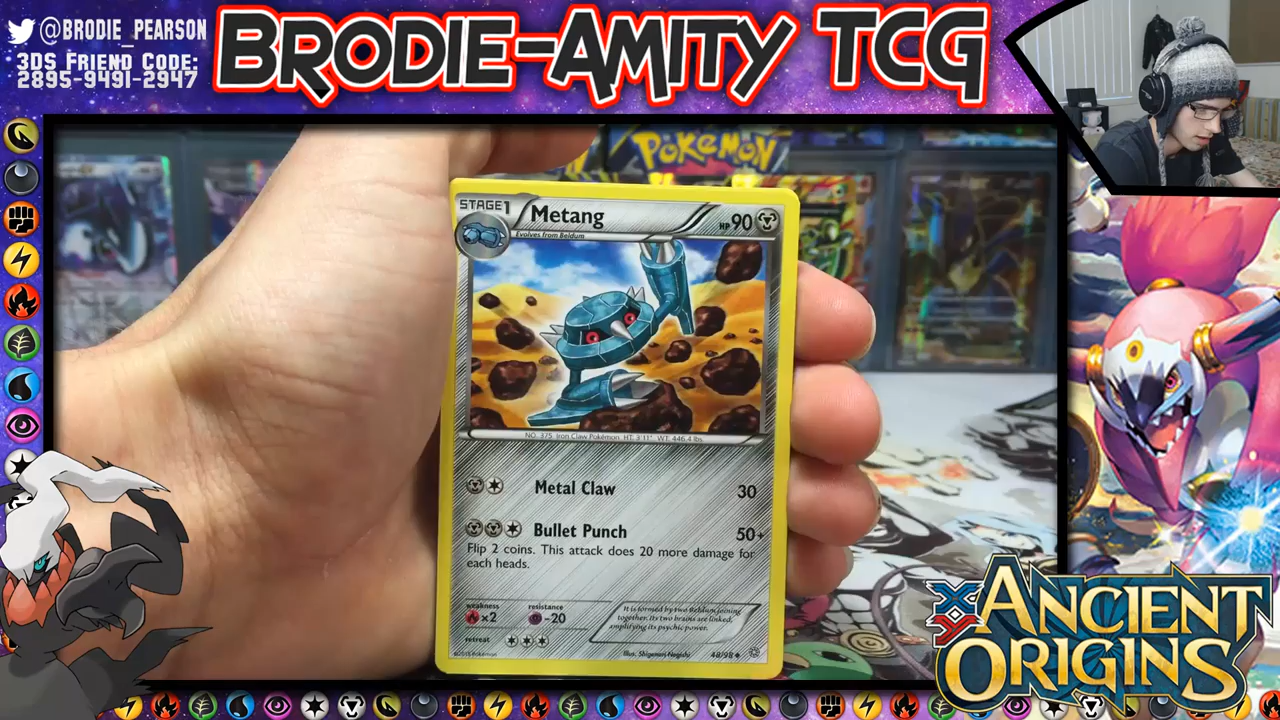 @BRODIE_PEARSON
3DS FRIEND CODE:
2895-9491-2947
BRODIE-AMITY TCG
POKéMON
STAGE1
Metang
HP90
Evolves from Beldum
NO. 375 Iron Claw Pokémon HT: 3'11" WT: 446.4 lbs.
Metal Claw 30
Bullet Punch 50+
Flip 2 coins. This attack does 20 more damage for
each heads.
weakness resistance
×2 -20
retreat
It is formed by two Beldum joining
together. Its two brains are linked,
amplifying its psychic power.
©2015 Pokémon
Illus. Shigenori Negishi
48/98
XY
ANCIENT
ORIGINS